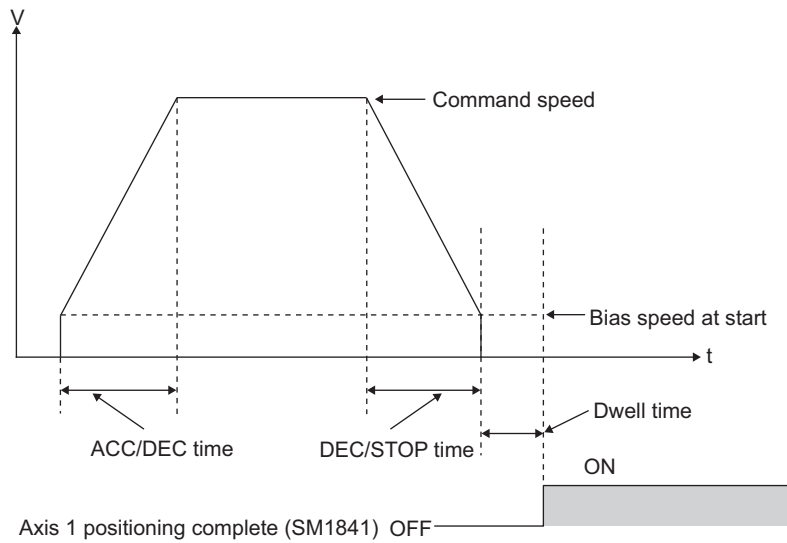 V
Command speed
Bias speed at start
t
Dwell time
ACC/DEC time
DEC/STOP time
ON
Axis 1 positioning complete (SM1841) OFF